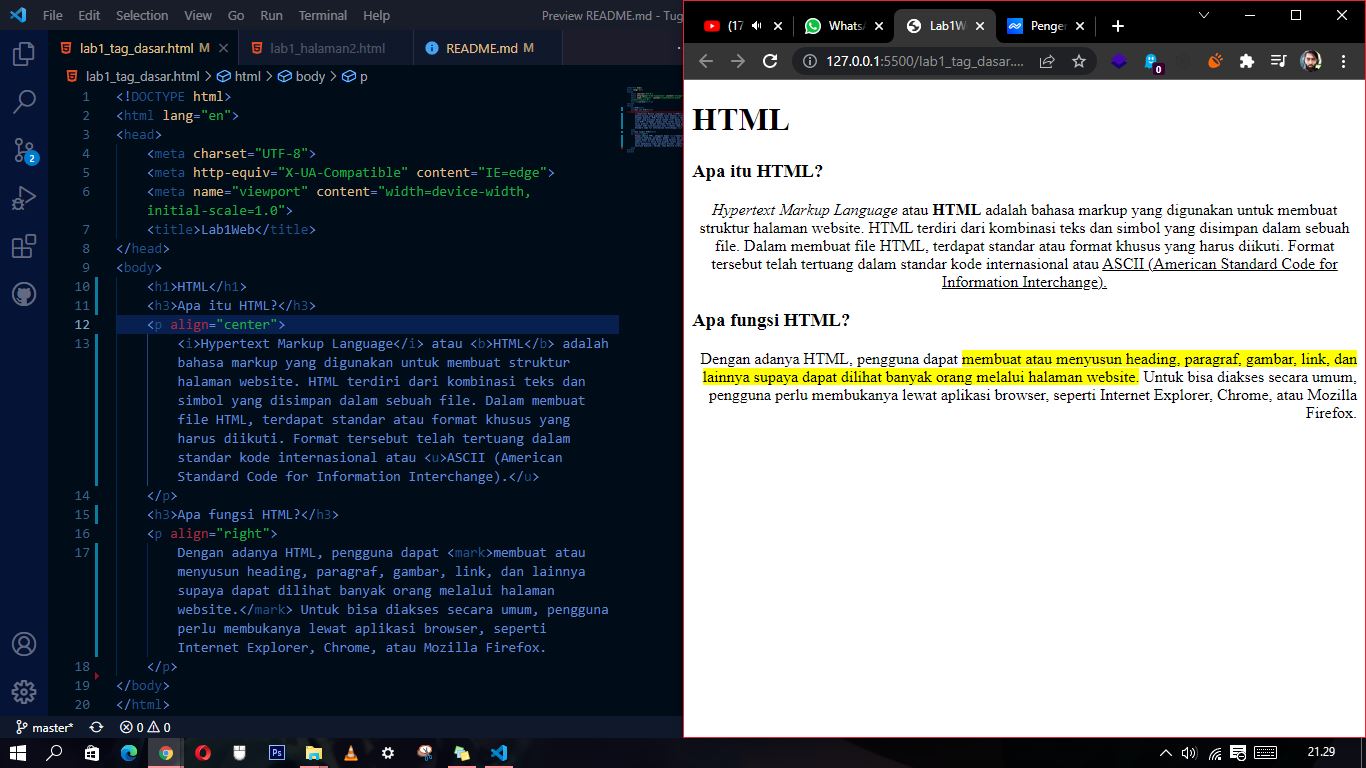 File Edit Selection View Go Run Terminal Help Preview README.md - Tug
lab1_tag_dasar.html M lab1_halaman2.html README.md M
lab1_tag_dasar.html > html > body > p
1 <!DOCTYPE html>
2 <html lang="en">
3 <head>
4 <meta charset="UTF-8">
5 <meta http-equiv="X-UA-Compatible" content="IE=edge">
6 <meta name="viewport" content="width=device-width,
initial-scale=1.0">
7 <title>Lab1Web</title>
8 </head>
9 <body>
10 <h1>HTML</h1>
11 <h3>Apa itu HTML?</h3>
12 <p align="center">
13 <i>Hypertext Markup Language</i> atau <b>HTML</b> adalah
bahasa markup yang digunakan untuk membuat struktur
halaman website. HTML terdiri dari kombinasi teks dan
simbol yang disimpan dalam sebuah file. Dalam membuat
file HTML, terdapat standar atau format khusus yang
harus diikuti. Format tersebut telah tertuang dalam
standar kode internasional atau <u>ASCII (American
Standard Code for Information Interchange).</u>
14 </p>
15 <h3>Apa fungsi HTML?</h3>
16 <p align="right">
17 Dengan adanya HTML, pengguna dapat <mark>membuat atau
menyusun heading, paragraf, gambar, link, dan lainnya
supaya dapat dilihat banyak orang melalui halaman
website.</mark> Untuk bisa diakses secara umum, pengguna
perlu membukanya lewat aplikasi browser, seperti
Internet Explorer, Chrome, atau Mozilla Firefox.
18 </p>
19 </body>
20 </html>
2
master* 0 0
(17 Whats Lab1W Penger
127.0.0.1:5500/lab1_tag_dasar....
0
HTML
Apa itu HTML?
Hypertext Markup Language atau HTML adalah bahasa markup yang digunakan untuk membuat
struktur halaman website. HTML terdiri dari kombinasi teks dan simbol yang disimpan dalam sebuah
file. Dalam membuat file HTML, terdapat standar atau format khusus yang harus diikuti. Format
tersebut telah tertuang dalam standar kode internasional atau ASCII (American Standard Code for
Information Interchange).
Apa fungsi HTML?
Dengan adanya HTML, pengguna dapat membuat atau menyusun heading, paragraf, gambar, link, dan
lainnya supaya dapat dilihat banyak orang melalui halaman website. Untuk bisa diakses secara umum,
pengguna perlu membukanya lewat aplikasi browser, seperti Internet Explorer, Chrome, atau Mozilla
Firefox.
Ps
21.29